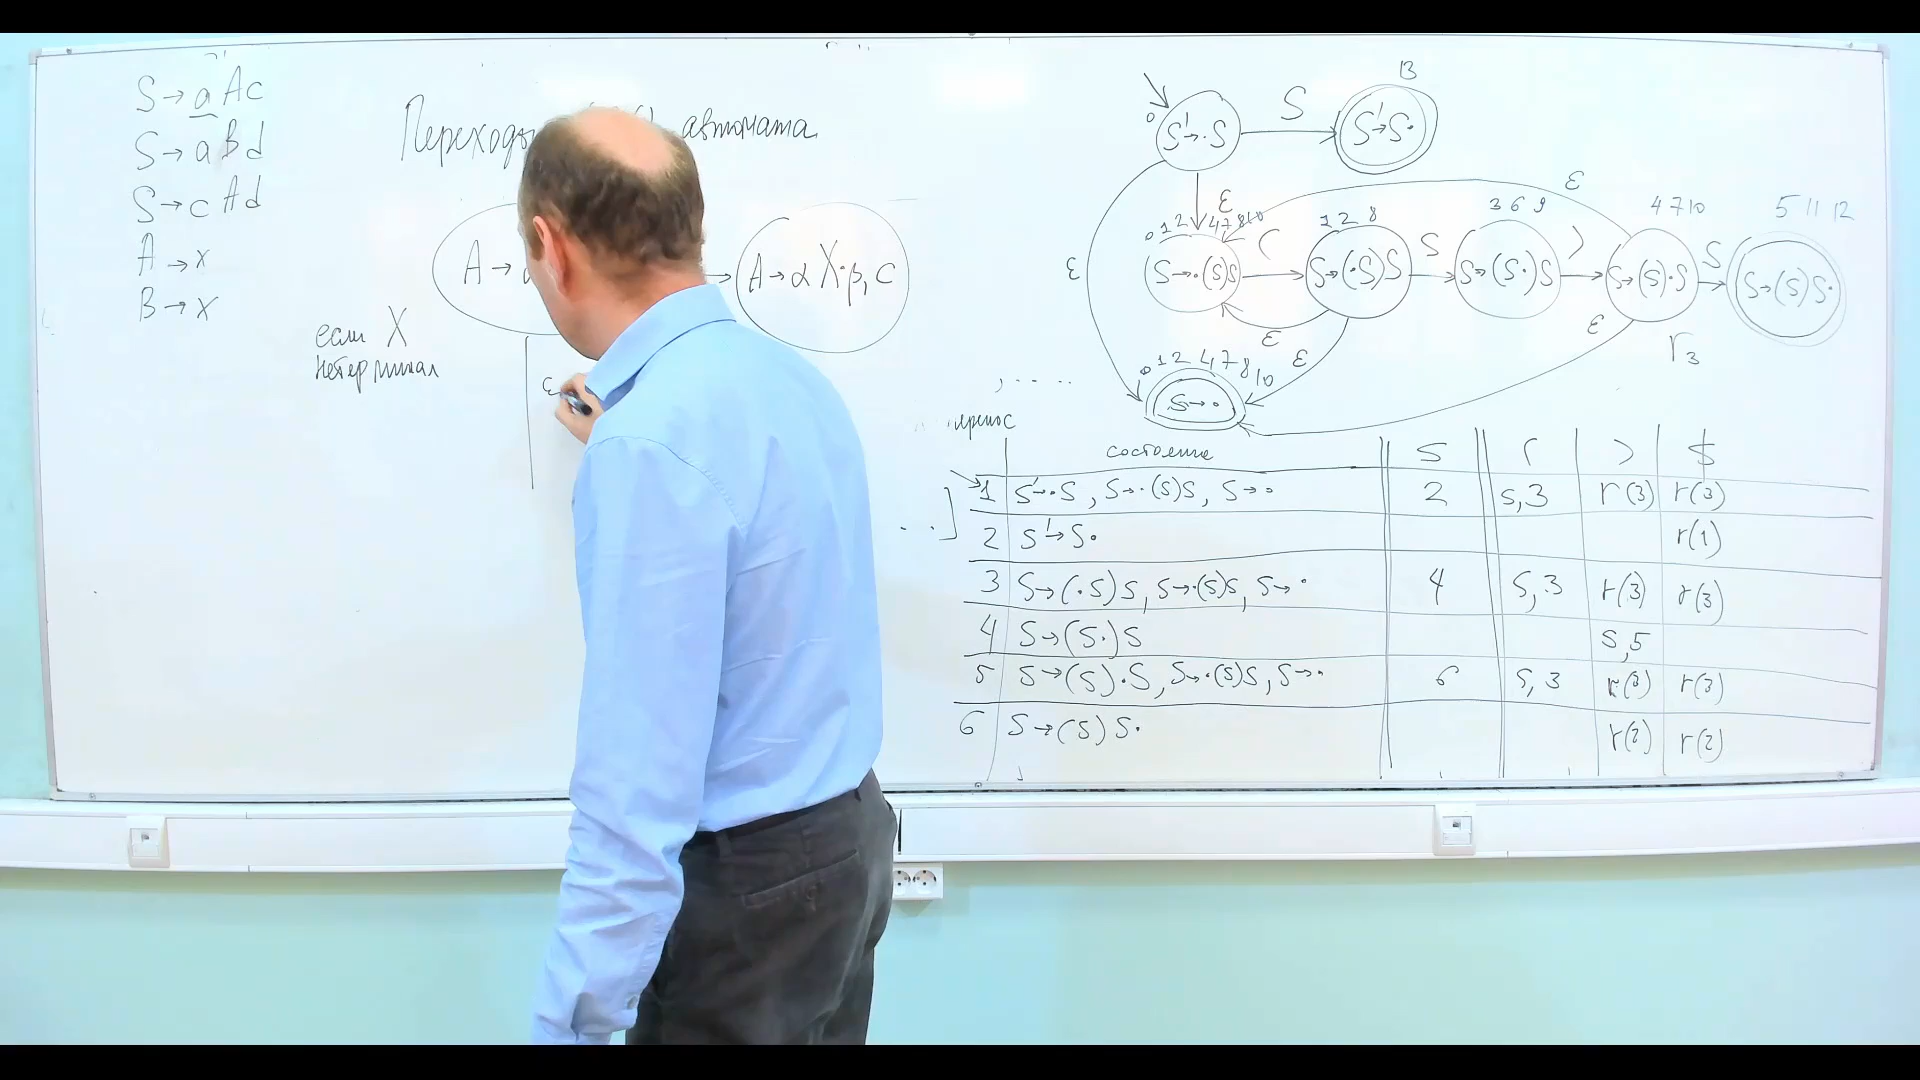 S→aAc
S→aBd
S→cAd
A→x
B→x
Переходы автомата
A→
A→αX·β,c
если X
нетерминал
ε
S'→·S
S
S'→S·
13
0
ε
ε
ε
0 1 2 4 7 8 10
S→·(S)S
(
1 2 8
S→(·S)S
S
3 6 9
S→(S·)S
)
4 7 10
S→(S)·S
S
5 11 12
S→(S)S·
ε
ε
ε
r3
0 1 2 4 7 8 10
S→·
состояние S ( ) $
1 S'→·S, S→·(S)S, S→· 2 s,3 r(3) r(3)
2 S'→S· r(1)
3 S→(·S)S, S→·(S)S, S→· 4 s,3 r(3) r(3)
4 S→(S·)S s,5
5 S→(S)·S, S→·(S)S, S→· 6 s,3 r(3) r(3)
6 S→(S)S· r(2) r(2)